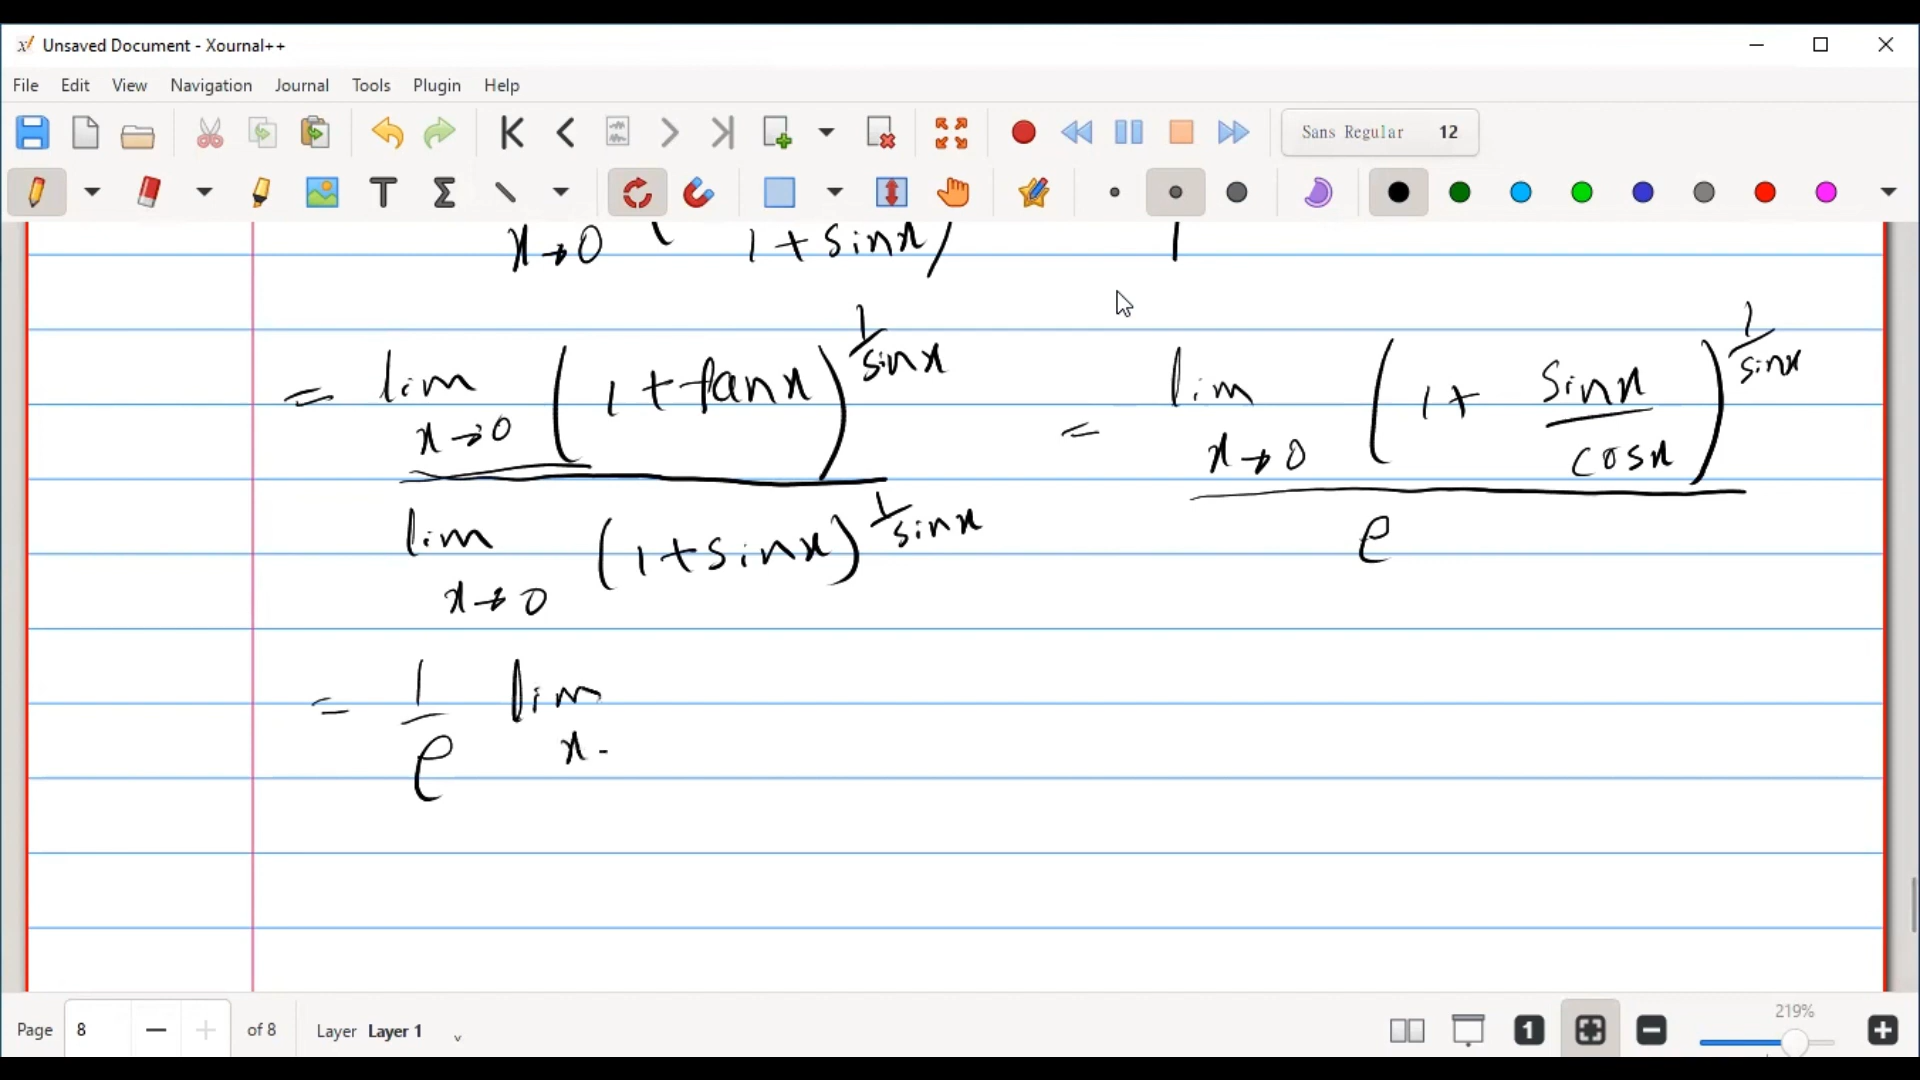 Unsaved Document - Xournal++
File Edit View Navigation Journal Tools Plugin Help
Sans Regular 12
x→0 ( 1 + sinx) 1
= lim x→0 (1 + tanx)^(1/sinx) / lim x→0 (1 + sinx)^(1/sinx) = lim x→0 (1 + sinx/cosx)^(1/sinx) / e
= 1/e lim x-
Page 8 of 8 Layer Layer 1 1 219%